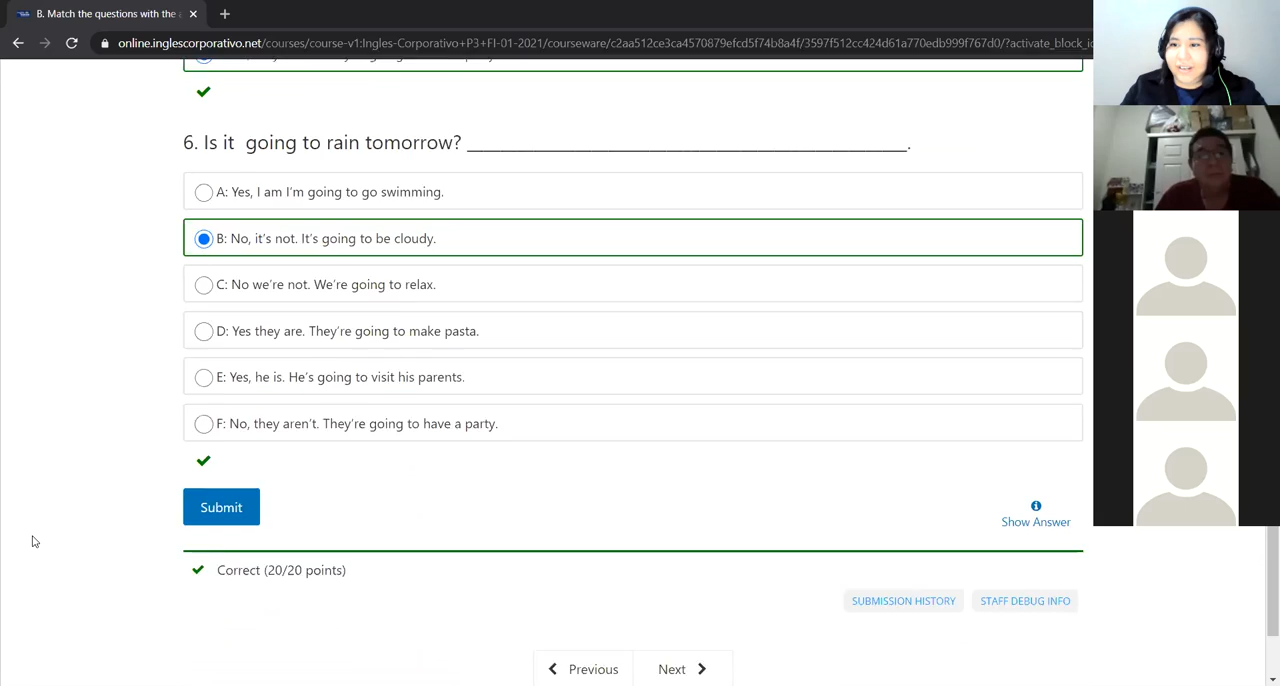 B. Match the questions with the
online.inglescorporativo.net/courses/course-v1:Ingles-Corporativo+P3+FI-01-2021/courseware/c2aa512ce3ca4570879efcd5f74b8a4f/3597f512cc424d61a770edb999f767d0/?activate_block_i
6. Is it going to rain tomorrow? ______________________________________________.
A: Yes, I am I'm going to go swimming.
B: No, it's not. It's going to be cloudy.
C: No we're not. We're going to relax.
D: Yes they are. They're going to make pasta.
E: Yes, he is. He's going to visit his parents.
F: No, they aren't. They're going to have a party.
Submit
Show Answer
Correct (20/20 points)
SUBMISSION HISTORY STAFF DEBUG INFO
Previous Next